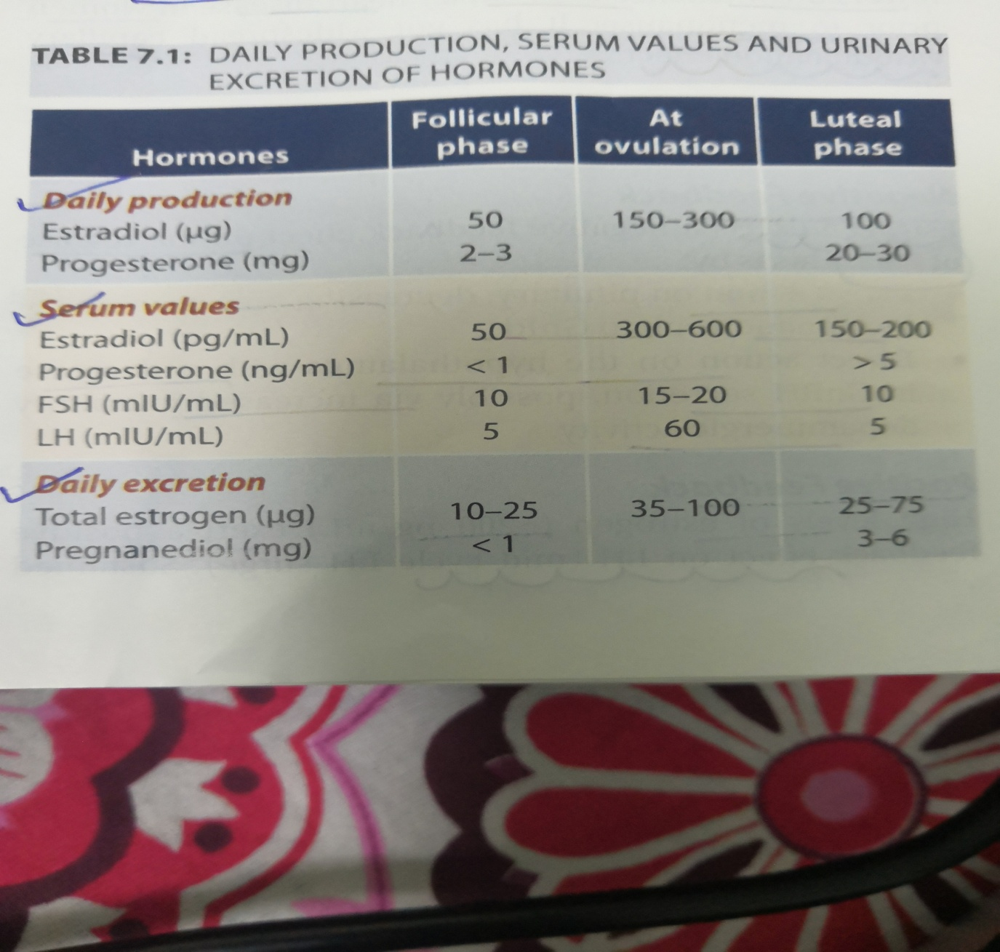 TABLE 7.1: DAILY PRODUCTION, SERUM VALUES AND URINARY
EXCRETION OF HORMONES
Hormones Follicular phase At ovulation Luteal phase
Daily production
Estradiol (µg) 50 150–300 100
Progesterone (mg) 2–3 20–30
Serum values
Estradiol (pg/mL) 50 300–600 150–200
Progesterone (ng/mL) < 1 > 5
FSH (mIU/mL) 10 15–20 10
LH (mIU/mL) 5 60 5
Daily excretion
Total estrogen (µg) 10–25 35–100 25–75
Pregnanediol (mg) < 1 3–6